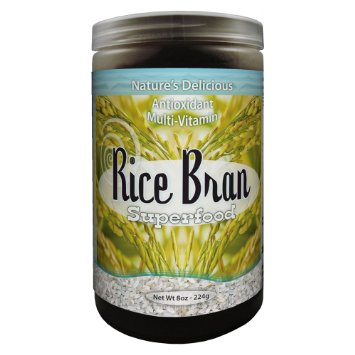 Nature's Delicious
Antioxidant
Multi-Vitamin
Rice Bran
Superfood
Net Wt 8oz - 224g